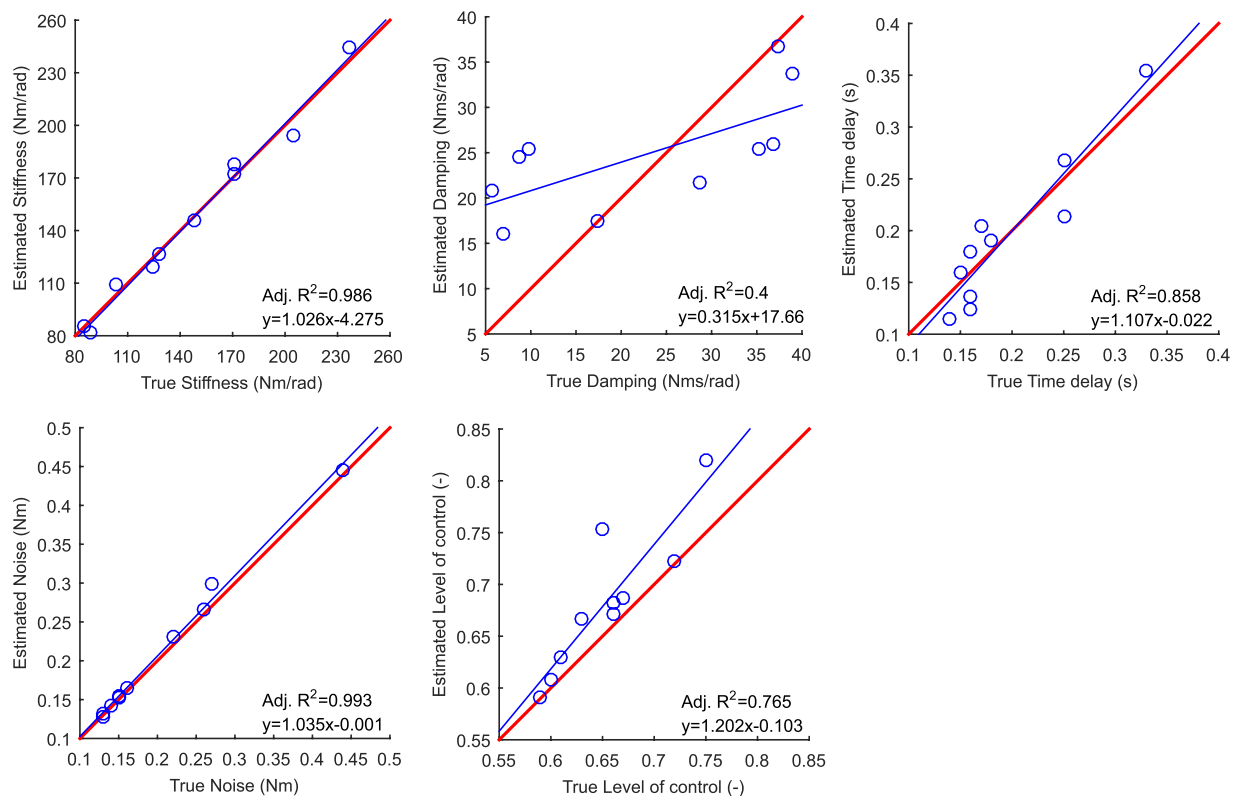 260
230
200
170
140
110
80
Estimated Stiffness (Nm/rad)
Adj. R²=0.986
y=1.026x-4.275
80 110 140 170 200 230 260
True Stiffness (Nm/rad)
40
35
30
25
20
15
10
5
Estimated Damping (Nms/rad)
Adj. R²=0.4
y=0.315x+17.66
5 10 15 20 25 30 35 40
True Damping (Nms/rad)
0.4
0.35
0.3
0.25
0.2
0.15
0.1
Estimated Time delay (s)
Adj. R²=0.858
y=1.107x-0.022
0.1 0.15 0.2 0.25 0.3 0.35 0.4
True Time delay (s)
0.5
0.45
0.4
0.35
0.3
0.25
0.2
0.15
0.1
Estimated Noise (Nm)
Adj. R²=0.993
y=1.035x-0.001
0.1 0.15 0.2 0.25 0.3 0.35 0.4 0.45 0.5
True Noise (Nm)
0.85
0.8
0.75
0.7
0.65
0.6
0.55
Estimated Level of control (-)
Adj. R²=0.765
y=1.202x-0.103
0.55 0.6 0.65 0.7 0.75 0.8 0.85
True Level of control (-)